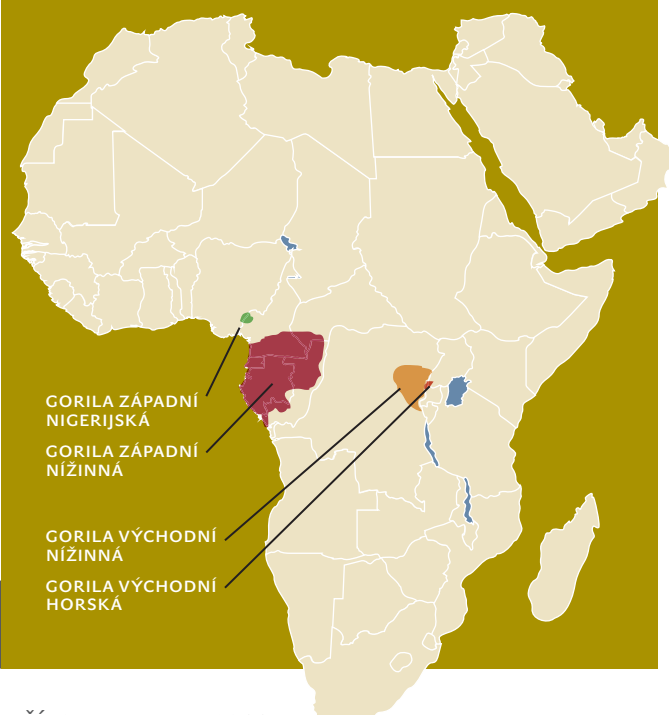 GORILA ZÁPADNÍ
NIGERIJSKÁ
GORILA ZÁPADNÍ
NÍŽINNÁ
GORILA VÝCHODNÍ
NÍŽINNÁ
GORILA VÝCHODNÍ
HORSKÁ